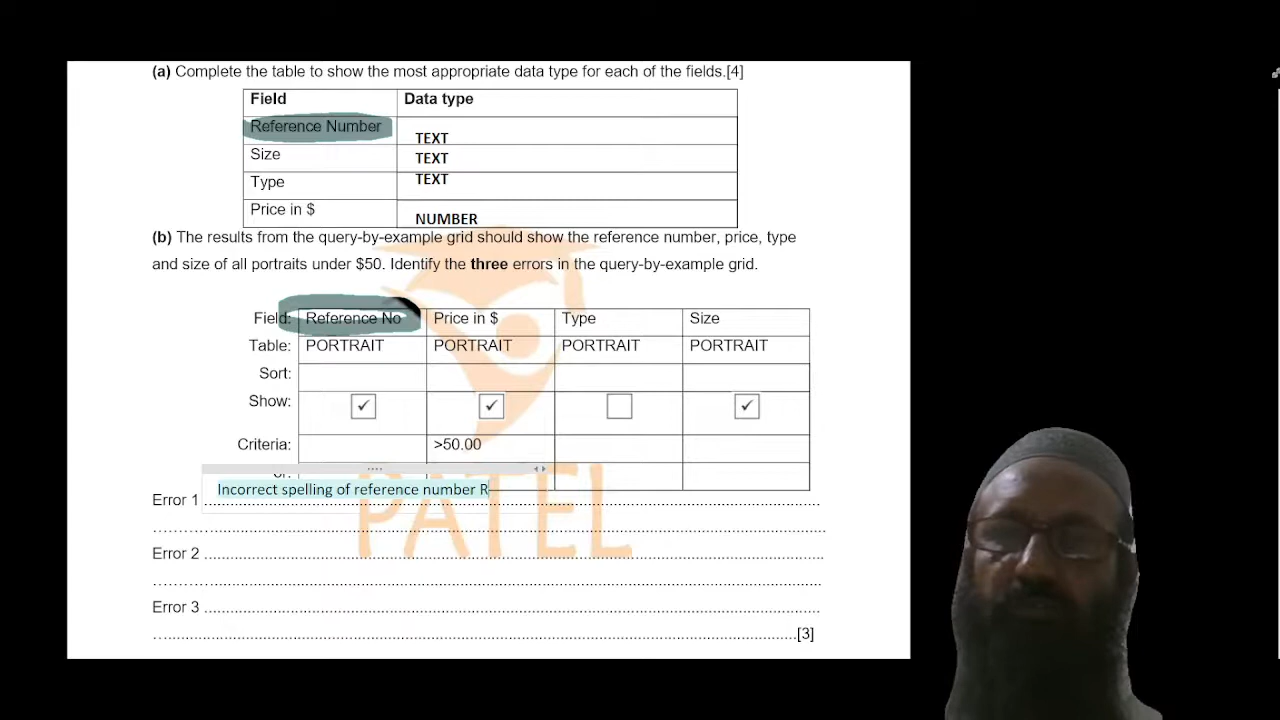 (a) Complete the table to show the most appropriate data type for each of the fields.[4]
Field Data type
Reference Number TEXT
Size TEXT
Type TEXT
Price in $ NUMBER
(b) The results from the query-by-example grid should show the reference number, price, type
and size of all portraits under $50. Identify the three errors in the query-by-example grid.
Field: Reference No Price in $ Type Size
Table: PORTRAIT PORTRAIT PORTRAIT PORTRAIT
Sort:
Show: ✓ ✓ ✓
Criteria: >50.00
or:
Incorrect spelling of reference number R
Error 1
PATEL
Error 2
Error 3
[3]